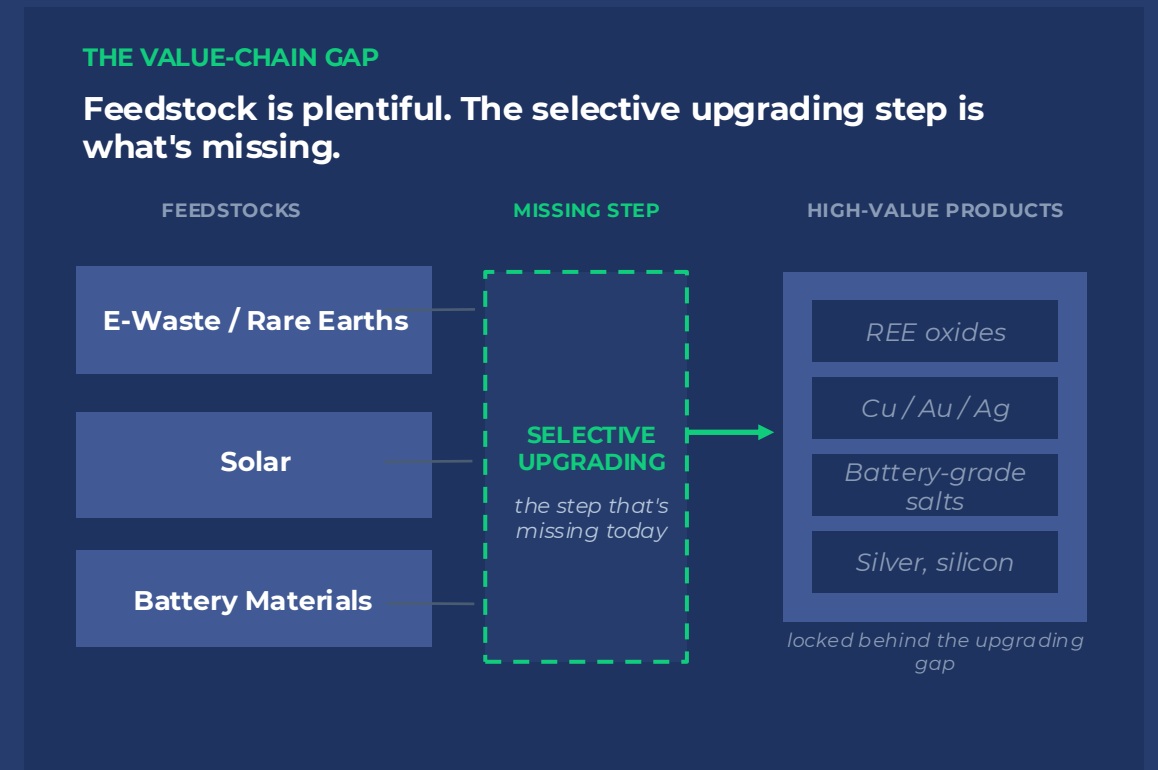 THE VALUE-CHAIN GAP
Feedstock is plentiful. The selective upgrading step is
what's missing.
FEEDSTOCKS
MISSING STEP
HIGH-VALUE PRODUCTS
E-Waste / Rare Earths
Solar
Battery Materials
SELECTIVE
UPGRADING
the step that's
missing today
REE oxides
Cu / Au / Ag
Battery-grade
salts
Silver, silicon
locked behind the upgrading
gap